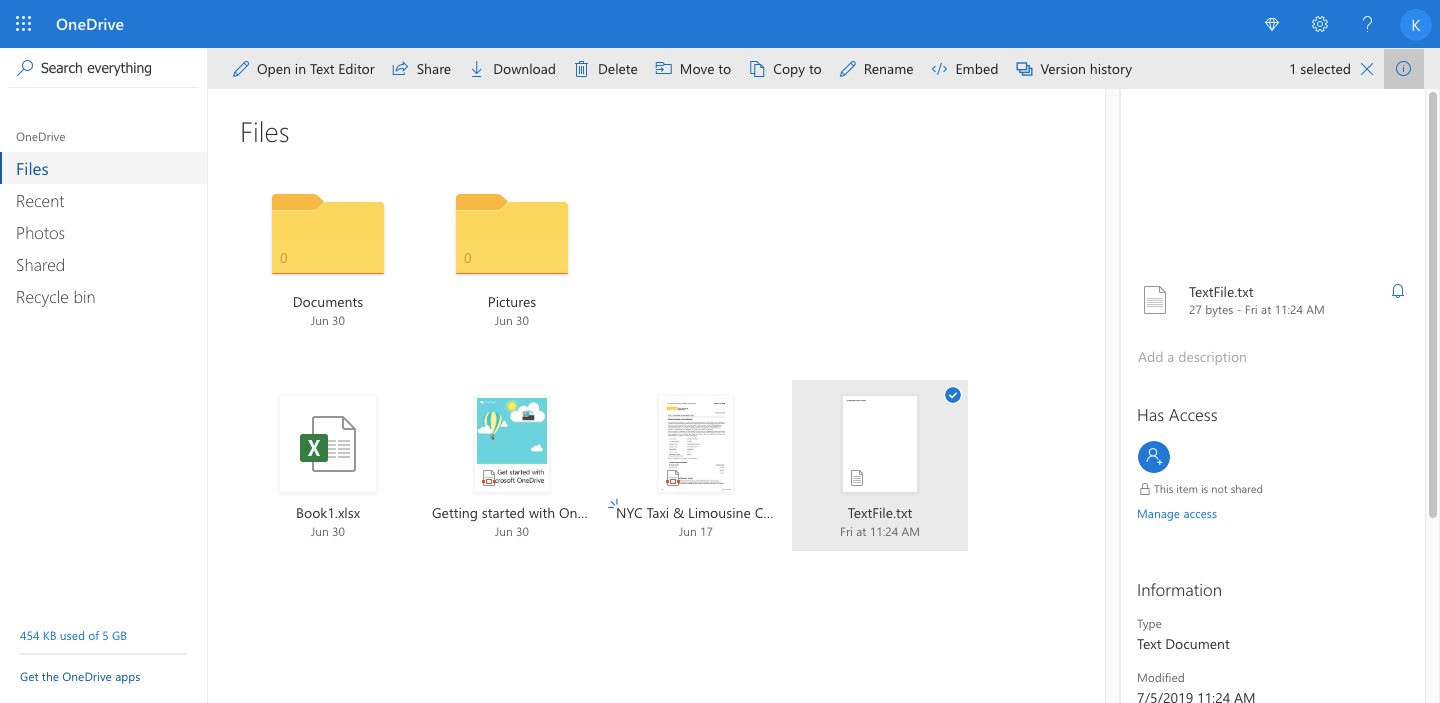 OneDrive
K
Search everything
Open in Text Editor
Share
Download
Delete
Move to
Copy to
Rename
Embed
Version history
1 selected
OneDrive
Files
Recent
Photos
Shared
Recycle bin
454 KB used of 5 GB
Get the OneDrive apps
Files
0
Documents
Jun 30
0
Pictures
Jun 30
X
Book1.xlsx
Jun 30
Get started with
crosoft OneDrive
Getting started with On...
Jun 30
NYC Taxi & Limousine C...
Jun 17
TextFile.txt
Fri at 11:24 AM
TextFile.txt
27 bytes - Fri at 11:24 AM
Add a description
Has Access
This item is not shared
Manage access
Information
Type
Text Document
Modified
7/5/2019 11:24 AM